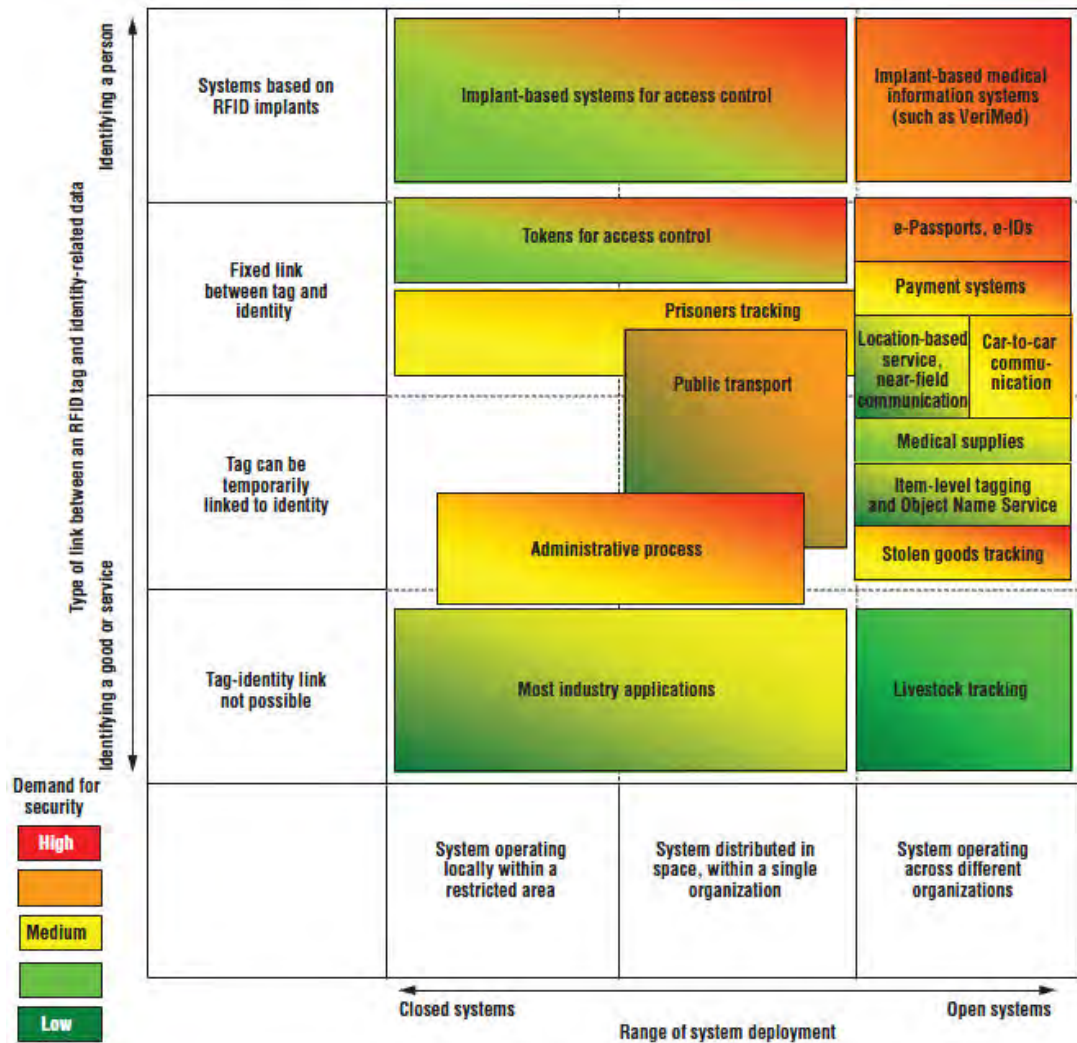 Identifying a person
Type of link between an RFID tag and identity-related data
Identifying a good or service
Systems based on
RFID implants
Implant-based systems for access control
Implant-based medical
information systems
(such as VeriMed)
Fixed link
between tag and
identity
Tokens for access control
Prisoners tracking
Public transport
e-Passports, e-IDs
Payment systems
Location-based
service,
near-field
communication
Car-to-car
commu-
nication
Tag can be
temporarily
linked to identity
Administrative process
Medical supplies
Item-level tagging
and Object Name Service
Stolen goods tracking
Tag-identity link
not possible
Most industry applications
Livestock tracking
Demand for
security
High
Medium
Low
System operating
locally within a
restricted area
System distributed in
space, within a single
organization
System operating
across different
organizations
Closed systems
Open systems
Range of system deployment